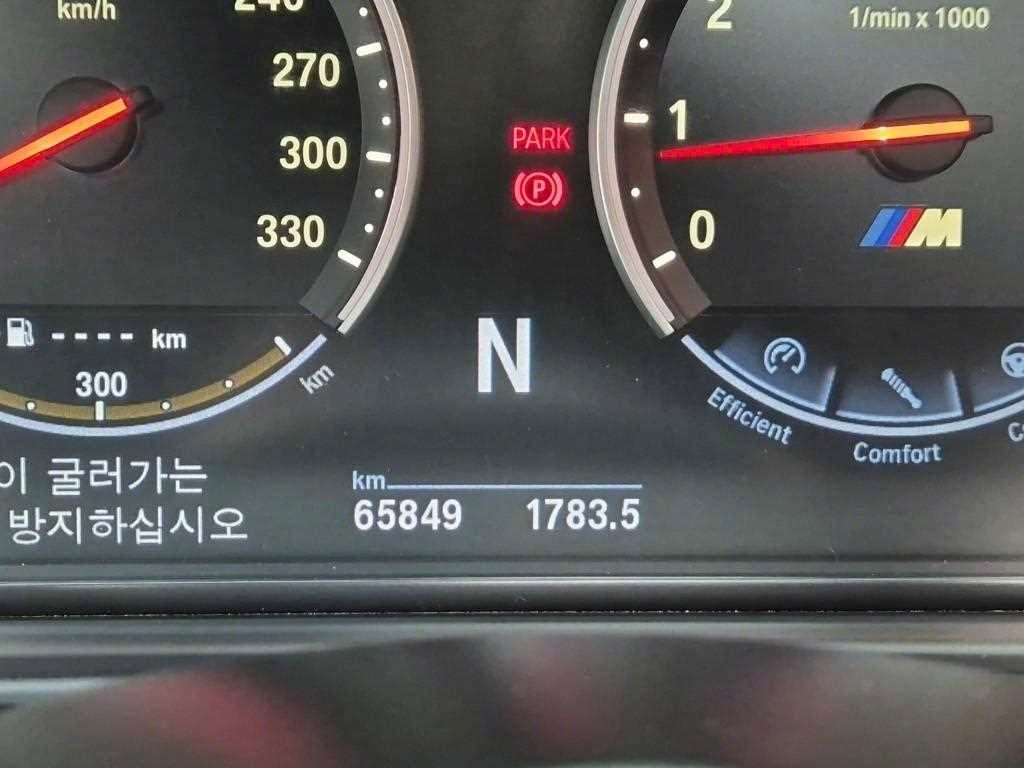 km/h
240
270
300
330
PARK
P
2
1/min x 1000
1
0
M
---- km
300
km
N
Efficient
Comfort
이 굴러가는
방지하십시오
km
65849 1783.5